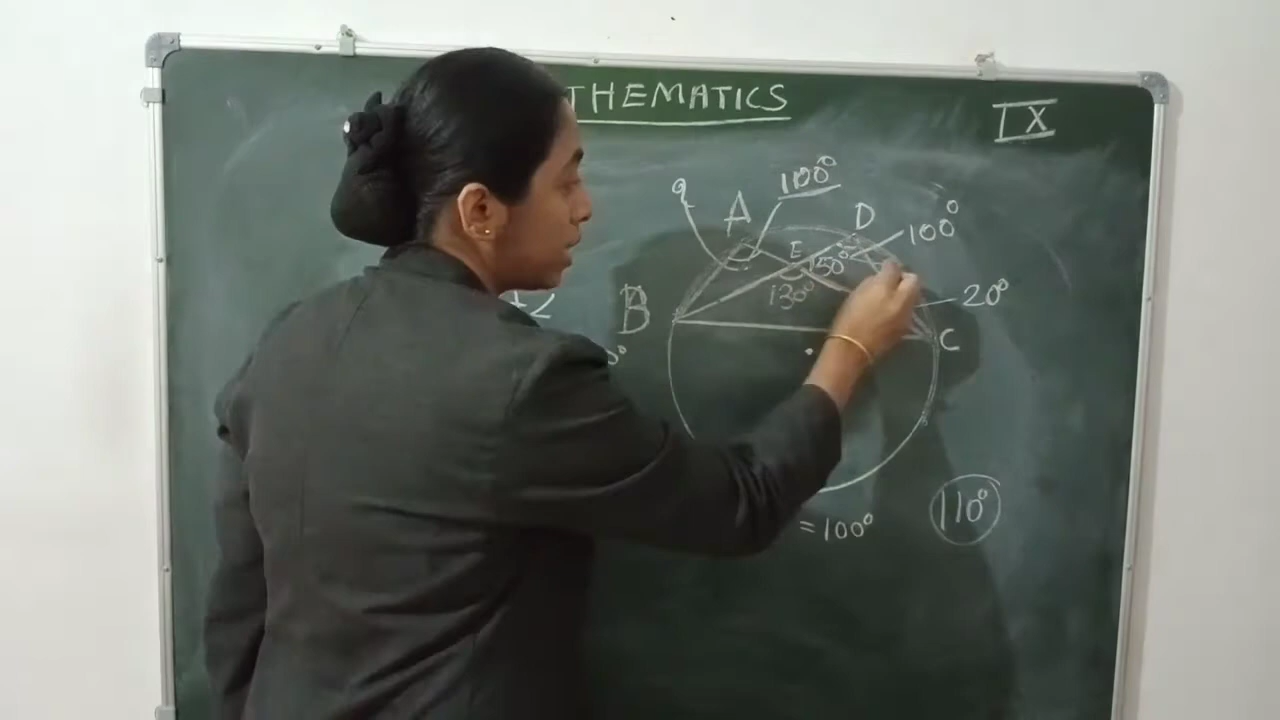 THEMATICS
IX
100°
A
D
100°
E
50°
130°
B
20°
C
= 100°
110°